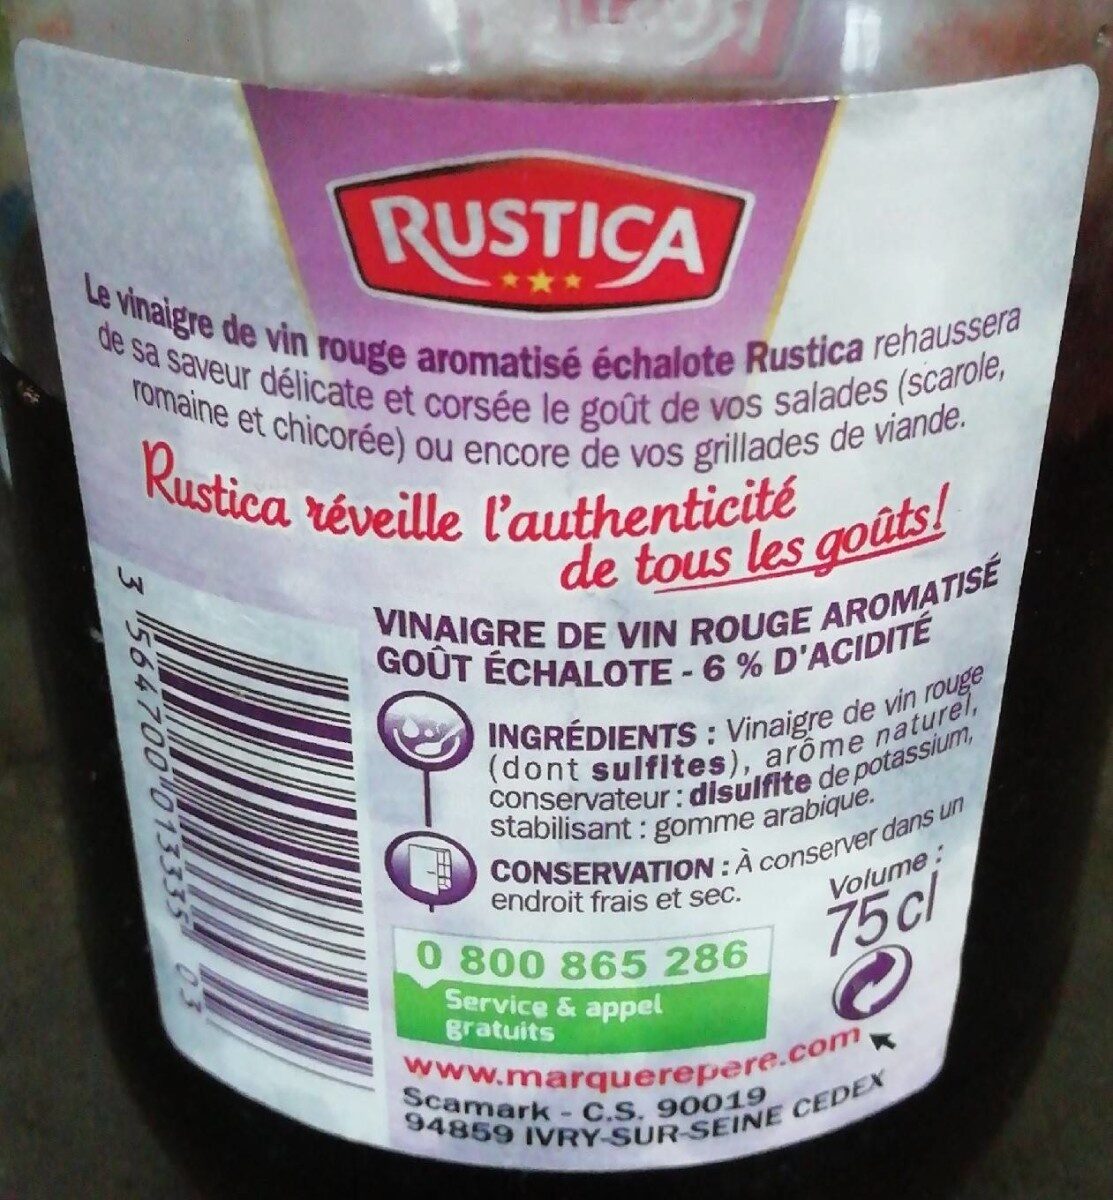 RUSTICA
Le vinaigre de vin rouge aromatisé échalote Rustica rehaussera
de sa saveur délicate et corsée le goût de vos salades (scarole,
romaine et chicorée) ou encore de vos grillades de viande.
Rustica réveille l'authenticité
de tous les goûts!
VINAIGRE DE VIN ROUGE AROMATISÉ
GOÛT ÉCHALOTE - 6 % D'ACIDITÉ
INGRÉDIENTS : Vinaigre de vin rouge
(dont sulfites), arôme naturel,
conservateur : disulfite de potassium,
stabilisant : gomme arabique.
CONSERVATION : À conserver dans un
endroit frais et sec.
Volume :
75 cl
0 800 865 286
Service & appel
gratuits
www.marquerepere.com
Scamark - C.S. 90019
94859 IVRY-SUR-SEINE CEDEX
3 564700 013335 03